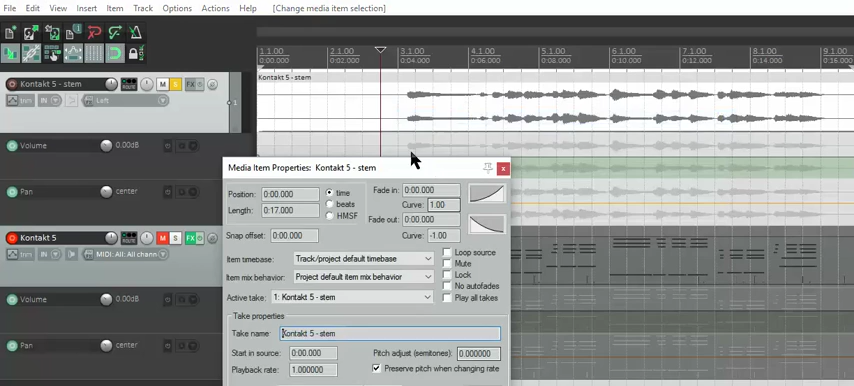 File Edit View Insert Item Track Options Actions Help [Change media item selection]
1.1.00 2.1.00 3.1.00 4.1.00 5.1.00 6.1.00 7.1.00 8.1.00 9.1.00
0:00.000 0:02.000 0:04.000 0:06.000 0:08.000 0:10.000 0:12.000 0:14.000 0:16.000
Kontakt 5 - stem M S FX
Kontakt 5 - stem
trim IN Left
1
Volume 0.00dB
Pan center
Kontakt 5 M S FX
trim IN MIDI: All: All chann
Volume 0.00dB
Pan center
Media Item Properties: Kontakt 5 - stem x
Position: 0:00.000 time Fade in: 0:00.000
Length: 0:17.000 beats Curve: 1.00
HMSF Fade out: 0:00.000
Snap offset: 0:00.000 Curve: -1.00
Item timebase: Track/project default timebase Loop source
Mute
Item mix behavior: Project default item mix behavior Lock
No autofades
Active take: 1: Kontakt 5 - stem Play all takes
Take properties
Take name: Kontakt 5 - stem
Start in source: 0:00.000 Pitch adjust (semitones): 0.000000
Playback rate: 1.000000 Preserve pitch when changing rate